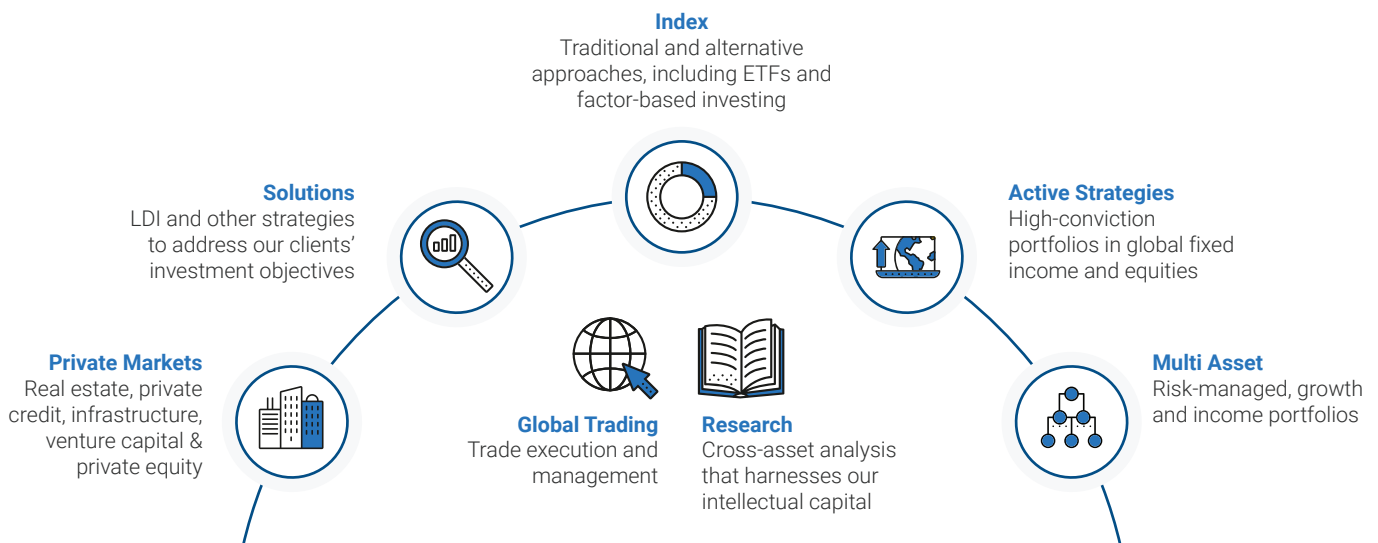 Index
Traditional and alternative
approaches, including ETFs and
factor-based investing
Solutions
LDI and other strategies
to address our clients’
investment objectives
Active Strategies
High-conviction
portfolios in global fixed
income and equities
Private Markets
Real estate, private
credit, infrastructure,
venture capital &
private equity
Global Trading
Trade execution and
management
Research
Cross-asset analysis
that harnesses our
intellectual capital
Multi Asset
Risk-managed, growth
and income portfolios